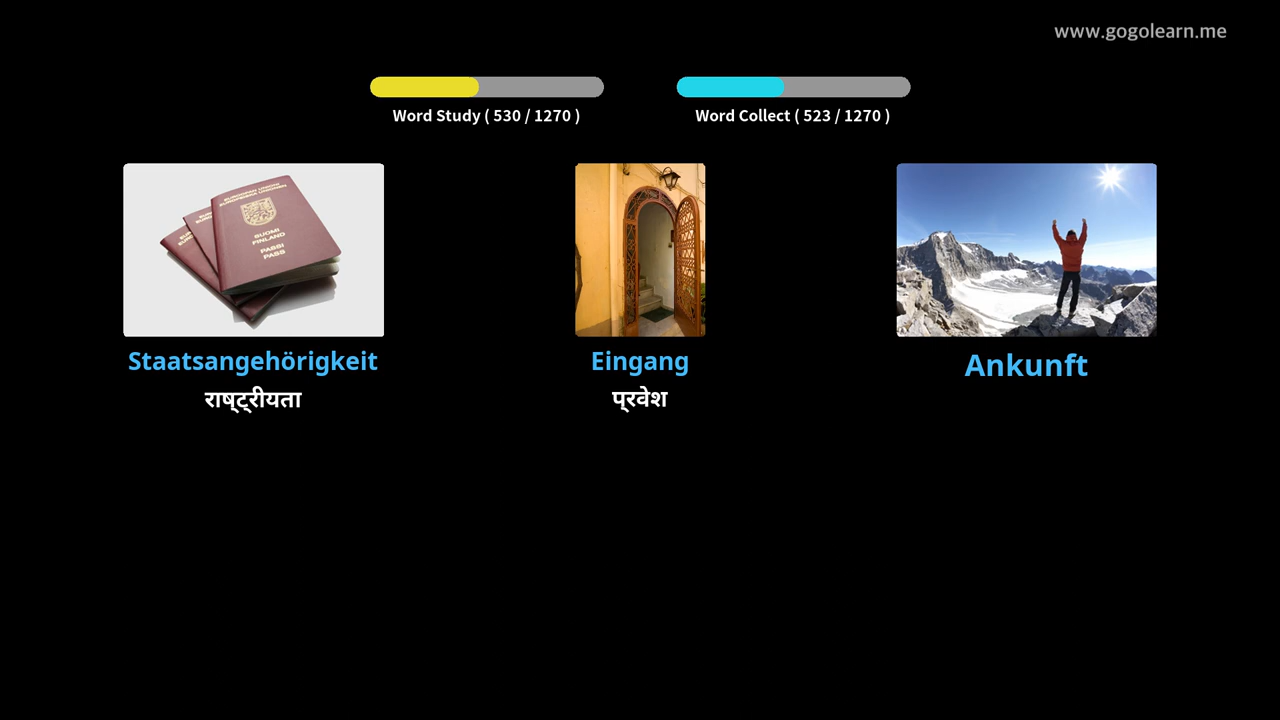 www.gogolearn.me
Word Study ( 530 / 1270 )
Word Collect ( 523 / 1270 )
SUOMI
FINLAND
PASSI
PASS
Staatsangehörigkeit
Eingang
Ankunft
राष्ट्रीयता
प्रवेश